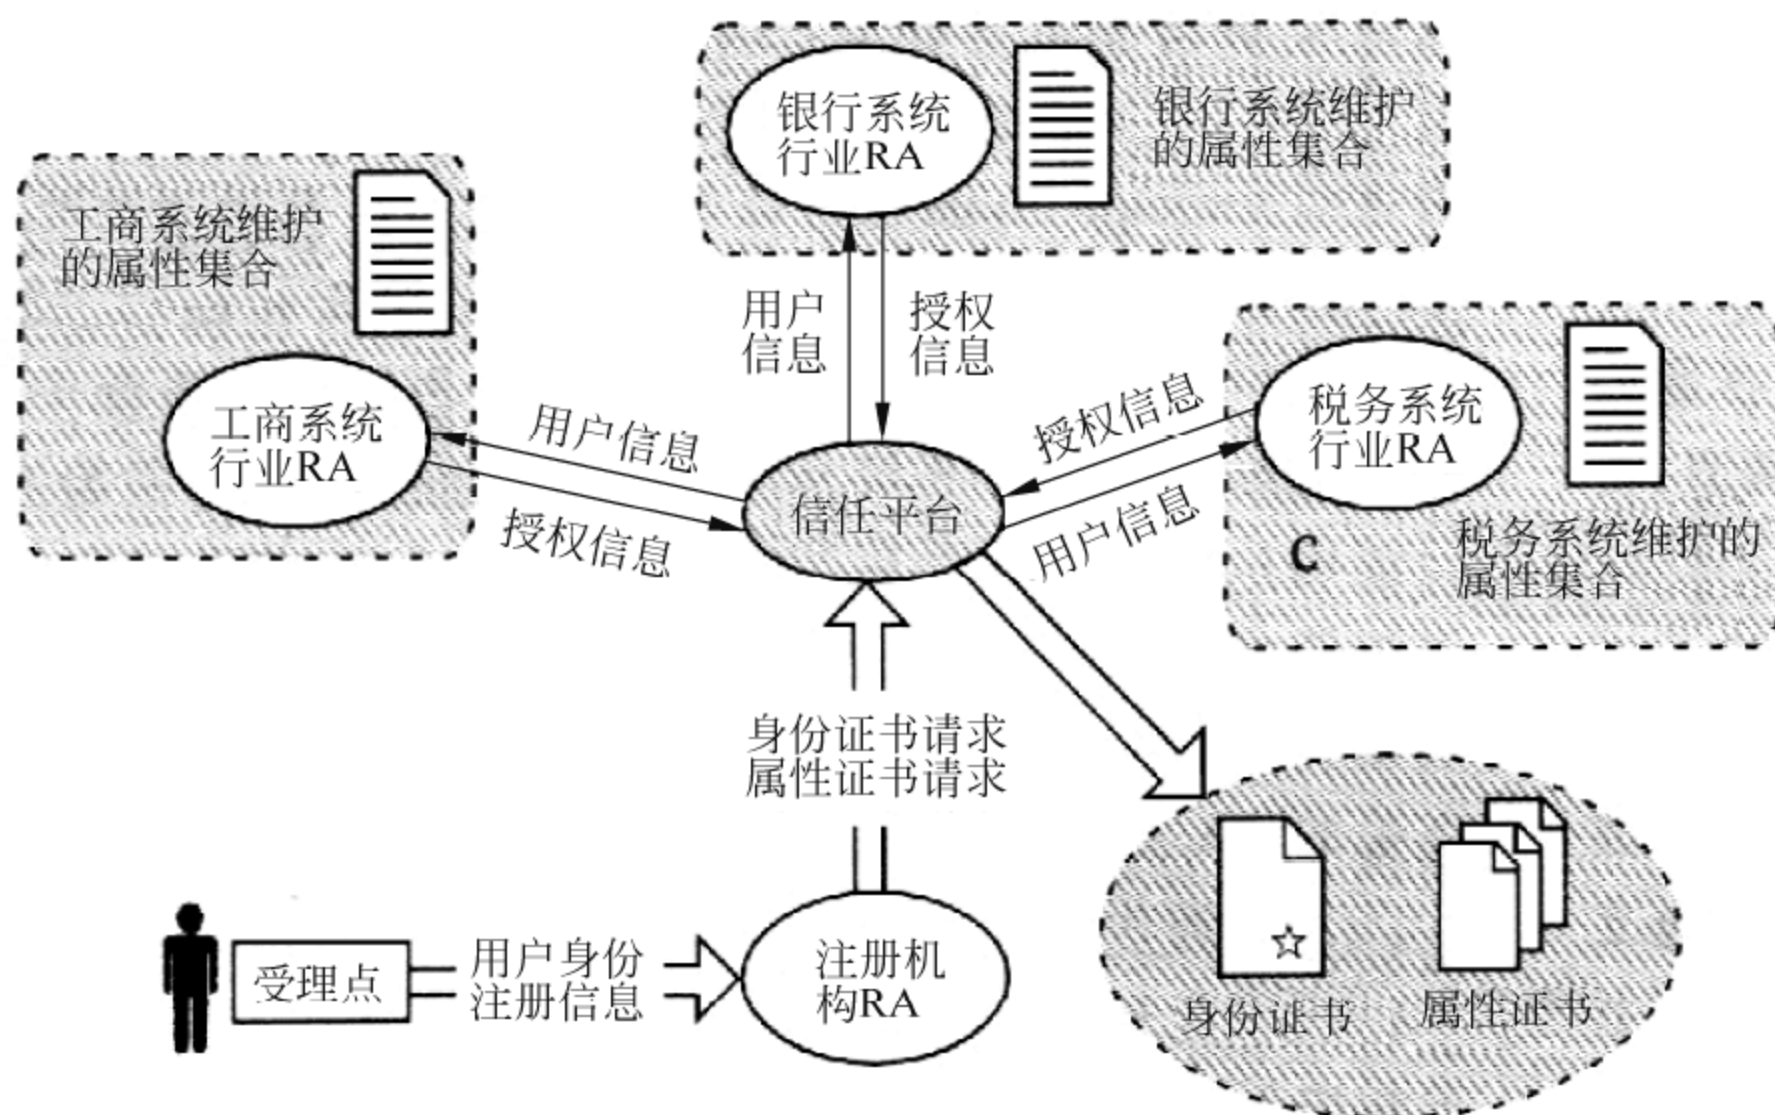 银行系统
行业RA
银行系统维护
的属性集合
工商系统维护
的属性集合
工商系统
行业RA
用户
信息
授权
信息
税务系统
行业RA
C
税务系统维护的
属性集合
用户信息
授权信息
授权信息
用户信息
信任平台
身份证书请求
属性证书请求
受理点
用户身份
注册信息
注册机
构RA
身份证书
属性证书